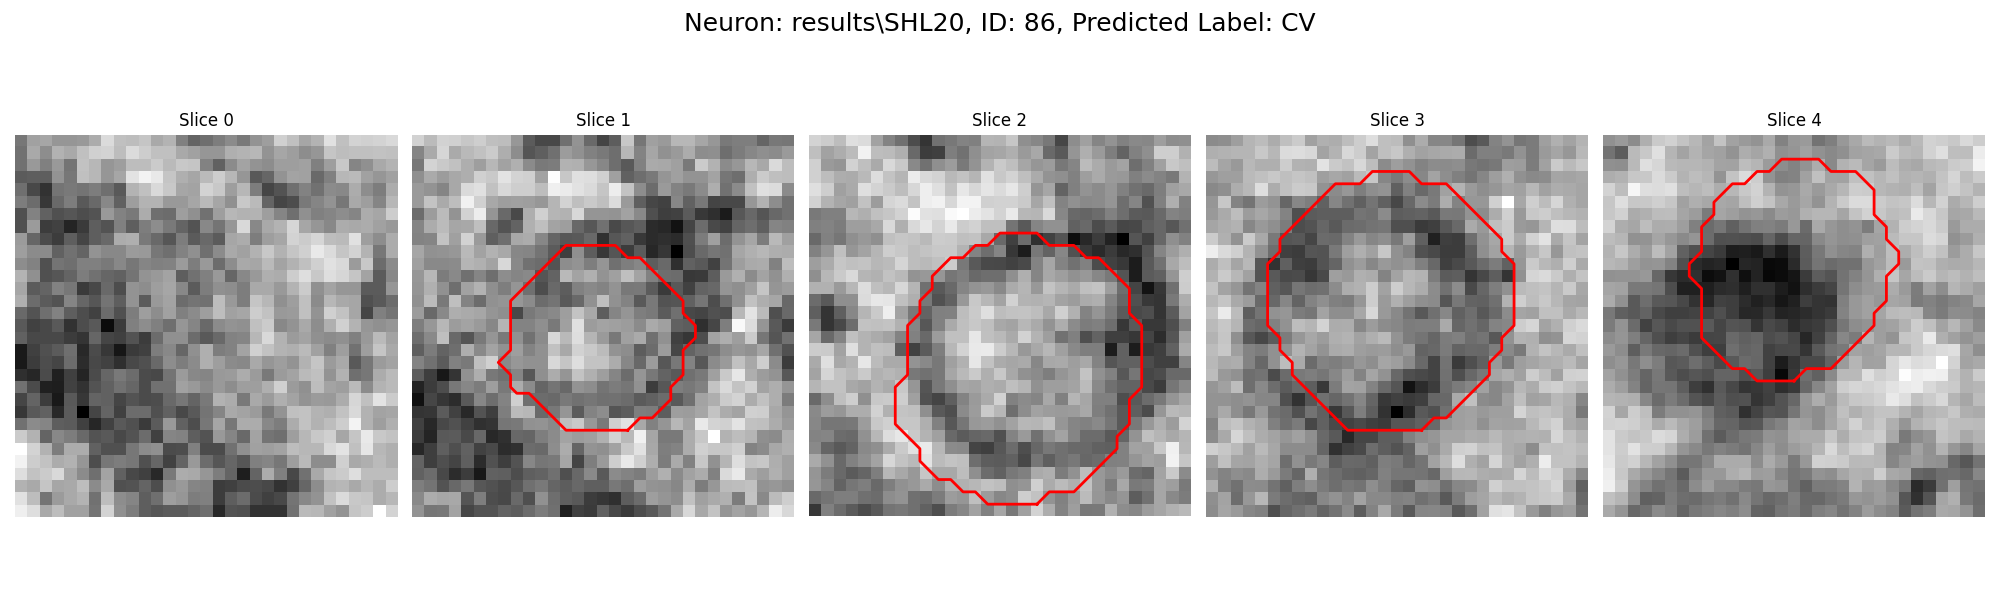 Neuron: results\SHL20, ID: 86, Predicted Label: CV
Slice 0
Slice 1
Slice 2
Slice 3
Slice 4